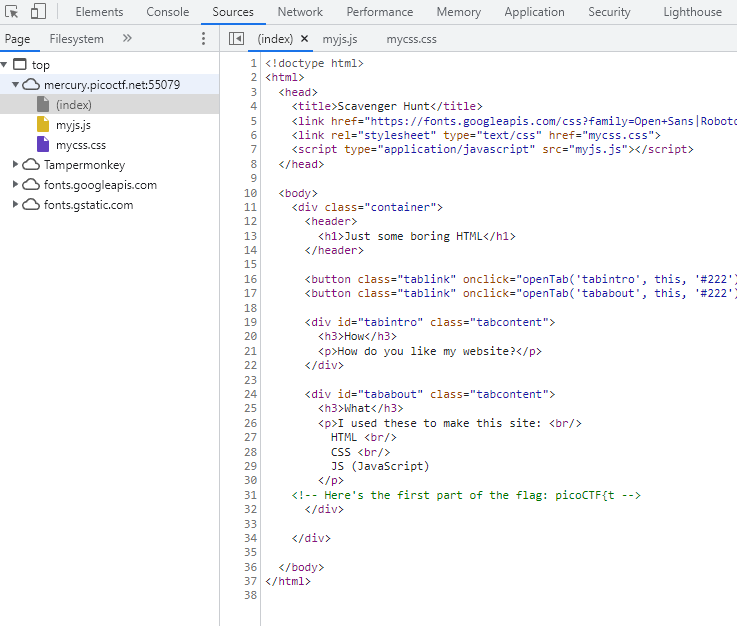 Elements Console Sources Network Performance Memory Application Security Lighthouse
Page Filesystem » (index) × myjs.js mycss.css
top
mercury.picoctf.net:55079
(index)
myjs.js
mycss.css
Tampermonkey
fonts.googleapis.com
fonts.gstatic.com
1 <!doctype html>
2 <html>
3 <head>
4 <title>Scavenger Hunt</title>
5 <link href="https://fonts.googleapis.com/css?family=Open+Sans|Roboto
6 <link rel="stylesheet" type="text/css" href="mycss.css">
7 <script type="application/javascript" src="myjs.js"></script>
8 </head>
9
10 <body>
11 <div class="container">
12 <header>
13 <h1>Just some boring HTML</h1>
14 </header>
15
16 <button class="tablink" onclick="openTab('tabintro', this, '#222')
17 <button class="tablink" onclick="openTab('tababout', this, '#222')
18
19 <div id="tabintro" class="tabcontent">
20 <h3>How</h3>
21 <p>How do you like my website?</p>
22 </div>
23
24 <div id="tababout" class="tabcontent">
25 <h3>What</h3>
26 <p>I used these to make this site: <br/>
27 HTML <br/>
28 CSS <br/>
29 JS (JavaScript)
30 </p>
31 <!-- Here's the first part of the flag: picoCTF{t -->
32 </div>
33
34 </div>
35
36 </body>
37 </html>
38